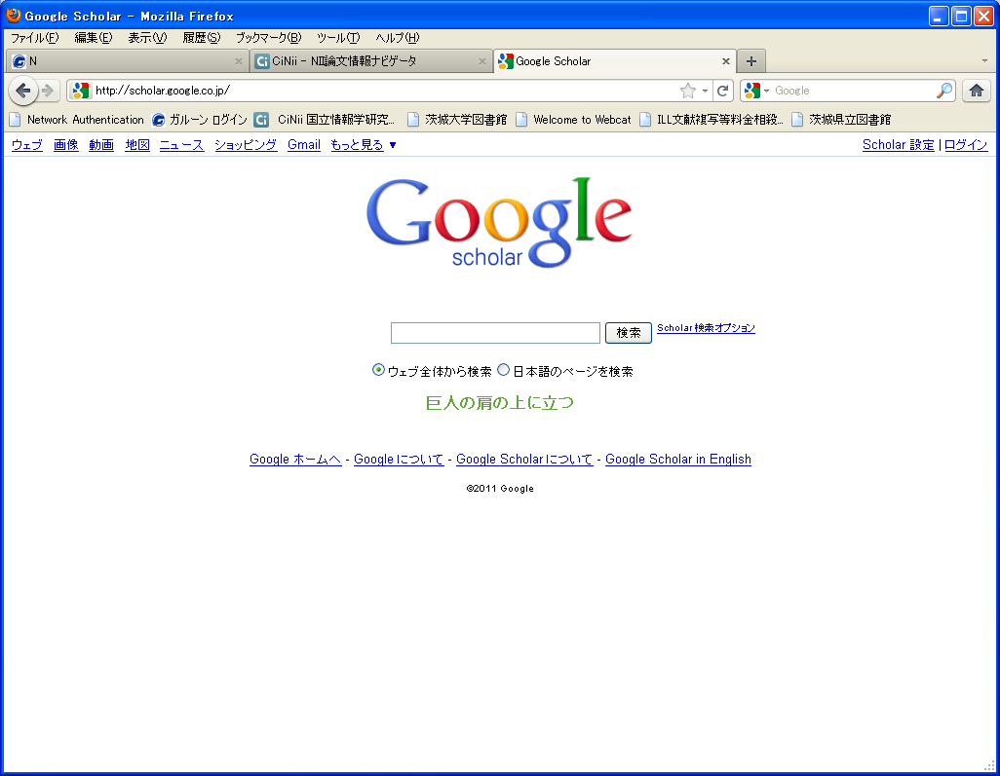 Google Scholar - Mozilla Firefox
ファイル(F) 編集(E) 表示(V) 履歴(S) ブックマーク(B) ツール(T) ヘルプ(H)
N CiNii - NII論文情報ナビゲータ Google Scholar
http://scholar.google.co.jp/ Google
Network Authentication ガルーン ログイン CiNii 国立情報学研究... 茨城大学図書館 Welcome to Webcat ILL文献複写等料金相殺... 茨城県立図書館
ウェブ 画像 動画 地図 ニュース ショッピング Gmail もっと見る ▼ Scholar 設定 | ログイン
Google
scholar
検索 Scholar 検索オプション
ウェブ全体から検索 日本語のページを検索
巨人の肩の上に立つ
Google ホームへ - Google について - Google Scholar について - Google Scholar in English
©2011 Google